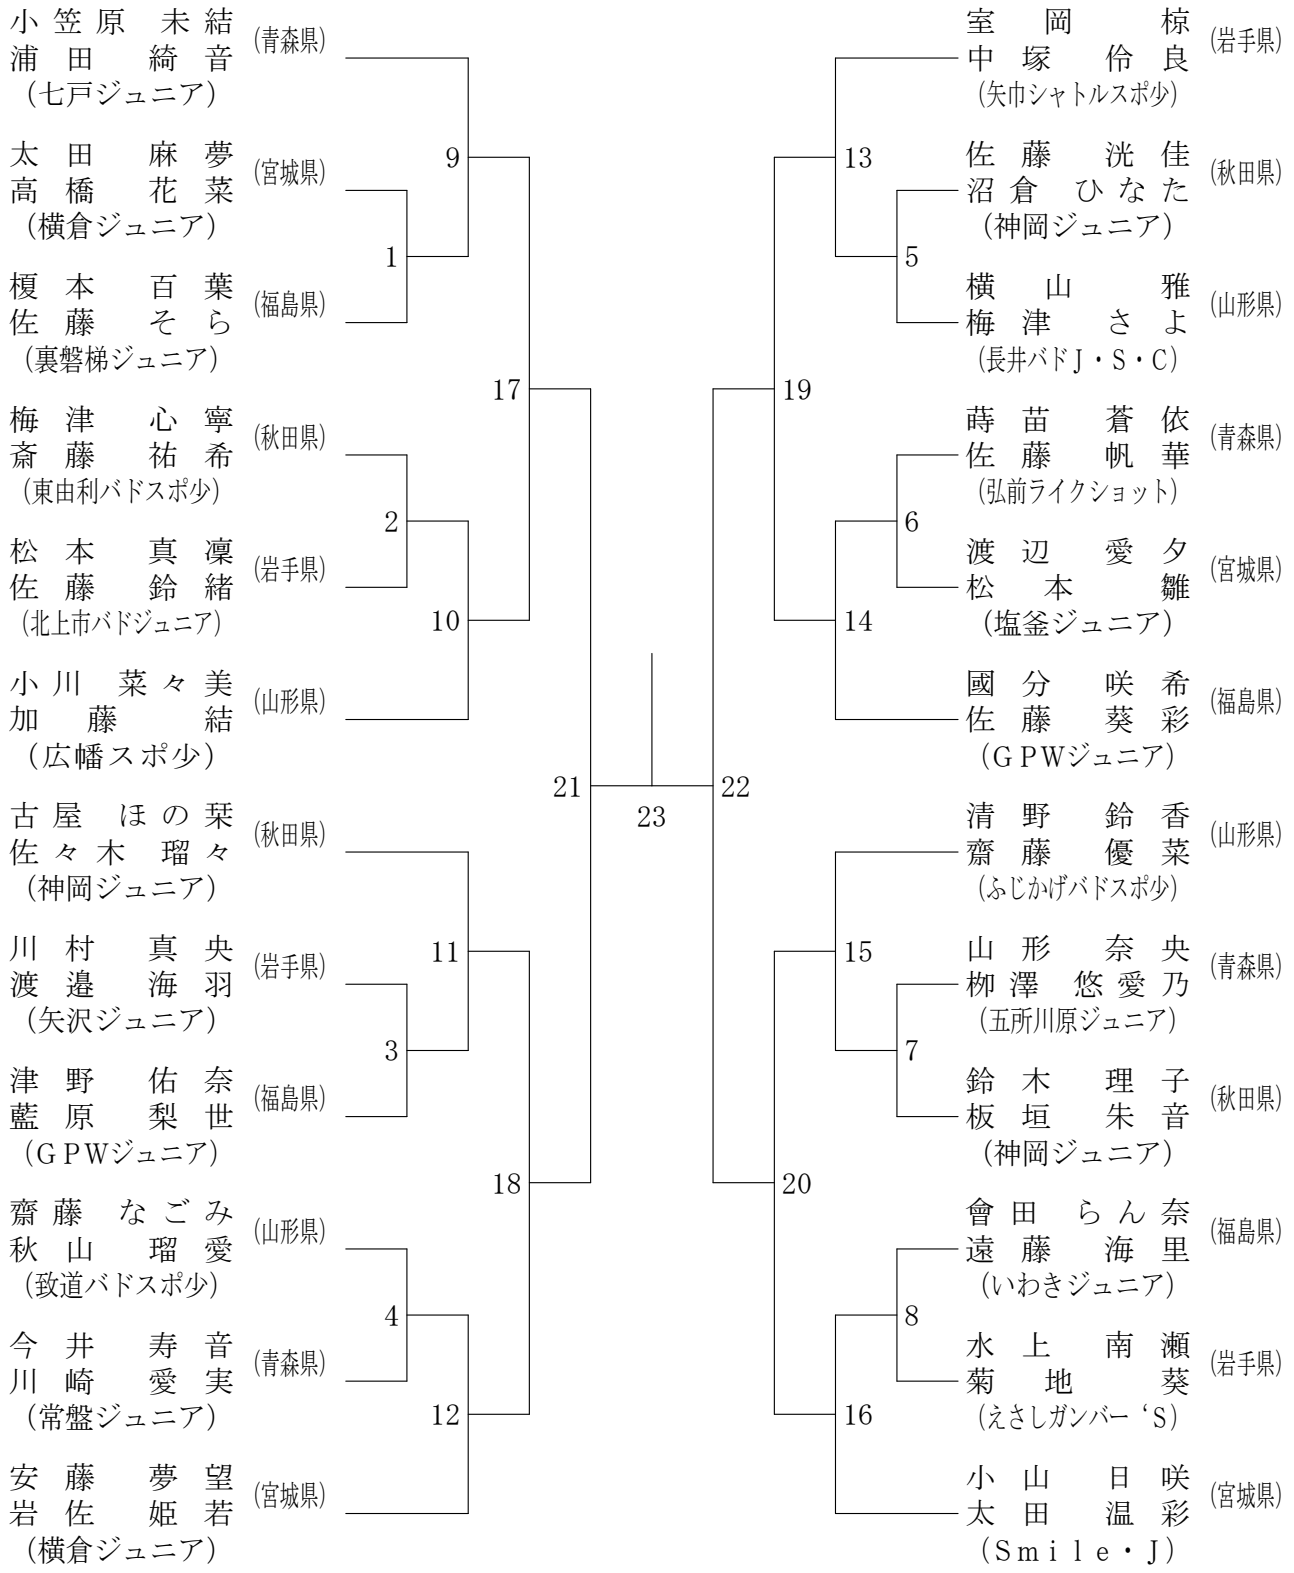 小笠原 未結
浦田 綺音
(青森県)
(七戸ジュニア)
太田 麻夢
高橋 花菜
(宮城県)
(横倉ジュニア)
榎本 百葉
佐藤 そら
(福島県)
(裏磐梯ジュニア)
梅津 心寧
斎藤 祐希
(秋田県)
(東由利バドスポ少)
松本 真凜
佐藤 鈴緒
(岩手県)
(北上市バドジュニア)
小川 菜々美
加藤 結
(山形県)
(広幡スポ少)
古屋 ほの栞
佐々木 瑠々
(秋田県)
(神岡ジュニア)
川村 真央
渡邉 海羽
(岩手県)
(矢沢ジュニア)
津野 佑奈
藍原 梨世
(福島県)
(GPWジュニア)
齋藤 なごみ
秋山 瑠愛
(山形県)
(致道バドスポ少)
今井 寿音
川崎 愛実
(青森県)
(常盤ジュニア)
安藤 夢望
岩佐 姫若
(宮城県)
(横倉ジュニア)
1
2
3
4
9
10
11
12
17
18
21
23
22
19
20
13
14
15
16
5
6
7
8
室岡 椋
中塚 伶良
(岩手県)
(矢巾シャトルスポ少)
佐藤 洸佳
沼倉 ひなた
(秋田県)
(神岡ジュニア)
横山 雅
梅津 さよ
(山形県)
(長井バドJ・S・C)
蒔苗 蒼依
佐藤 帆華
(青森県)
(弘前ライクショット)
渡辺 愛夕
松本 雛
(宮城県)
(塩釜ジュニア)
國分 咲希
佐藤 葵彩
(福島県)
(GPWジュニア)
清野 鈴香
齋藤 優菜
(山形県)
(ふじかげバドスポ少)
山形 奈央
栁澤 悠愛乃
(青森県)
(五所川原ジュニア)
鈴木 理子
板垣 朱音
(秋田県)
(神岡ジュニア)
會田 らん奈
遠藤 海里
(福島県)
(いわきジュニア)
水上 南瀬
菊地 葵
(岩手県)
(えさしガンバー‘S)
小山 日咲
太田 温彩
(宮城県)
(Smile・J)